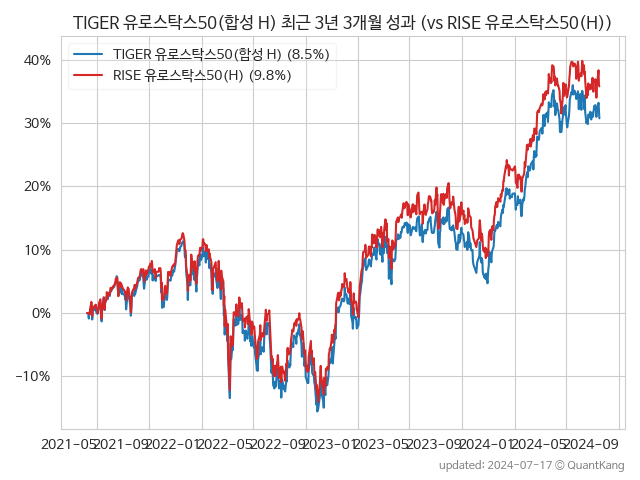 TIGER 유로스탁스50(합성 H) 최근 3년 3개월 성과 (vs RISE 유로스탁스50(H))
TIGER 유로스탁스50(합성 H) (8.5%)
RISE 유로스탁스50(H) (9.8%)
40%
30%
20%
10%
0%
−10%
2021-05 2021-09 2022-01 2022-05 2022-09 2023-01 2023-05 2023-09 2024-01 2024-05 2024-09
updated: 2024-07-17 © QuantKang